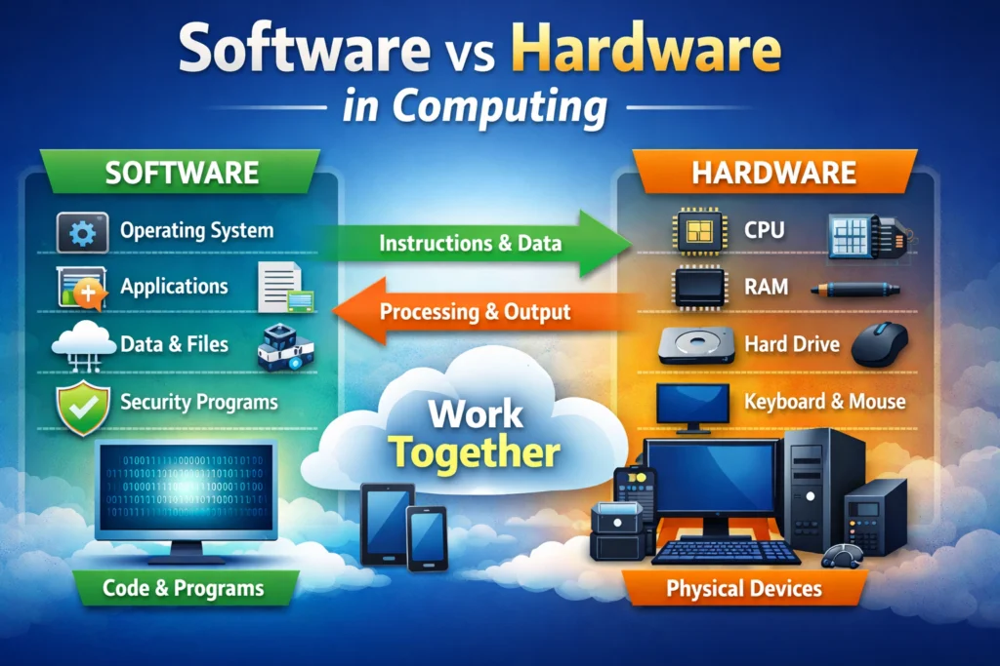 Software vs Hardware
in Computing
SOFTWARE
Operating System
Applications
Data & Files
Security Programs
Instructions & Data
Processing & Output
Work
Together
HARDWARE
CPU
RAM
Hard Drive
Keyboard & Mouse
Code & Programs
Physical Devices